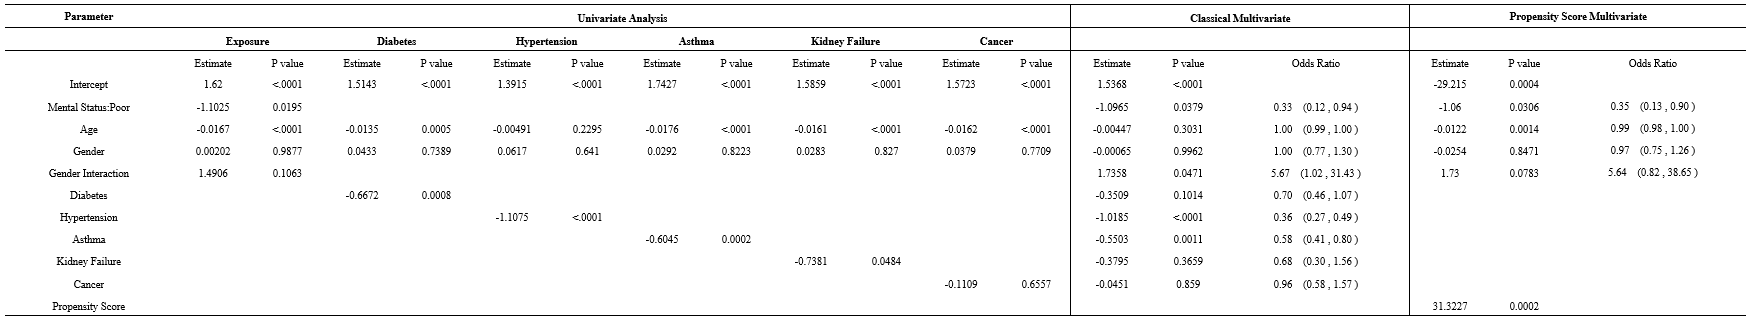 Parameter Univariate Analysis Classical Multivariate Propensity Score Multivariate
Exposure Diabetes Hypertension Asthma Kidney Failure Cancer
Estimate P value Estimate P value Estimate P value Estimate P value Estimate P value Estimate P value Estimate P value Odds Ratio Estimate P value Odds Ratio
Intercept 1.62 <.0001 1.5143 <.0001 1.3915 <.0001 1.7427 <.0001 1.5859 <.0001 1.5723 <.0001 1.5368 <.0001 -29.215 0.0004
Mental Status:Poor -1.1025 0.0195 -1.0965 0.0379 0.33 (0.12 , 0.94 ) -1.06 0.0306 0.35 (0.13 , 0.90 )
Age -0.0167 <.0001 -0.0135 0.0005 -0.00491 0.2295 -0.0176 <.0001 -0.0161 <.0001 -0.0162 <.0001 -0.00447 0.3031 1.00 (0.99 , 1.00 ) -0.0122 0.0014 0.99 (0.98 , 1.00 )
Gender 0.00202 0.9877 0.0433 0.7389 0.0617 0.641 0.0292 0.8223 0.0283 0.827 0.0379 0.7709 -0.00065 0.9962 1.00 (0.77 , 1.30 ) -0.0254 0.8471 0.97 (0.75 , 1.26 )
Gender Interaction 1.4906 0.1063 1.7358 0.0471 5.67 (1.02 , 31.43 ) 1.73 0.0783 5.64 (0.82 , 38.65 )
Diabetes -0.6672 0.0008 -0.3509 0.1014 0.70 (0.46 , 1.07 )
Hypertension -1.1075 <.0001 -1.0185 <.0001 0.36 (0.27 , 0.49 )
Asthma -0.6045 0.0002 -0.5503 0.0011 0.58 (0.41 , 0.80 )
Kidney Failure -0.7381 0.0484 -0.3795 0.3659 0.68 (0.30 , 1.56 )
Cancer -0.1109 0.6557 -0.0451 0.859 0.96 (0.58 , 1.57 )
Propensity Score 31.3227 0.0002